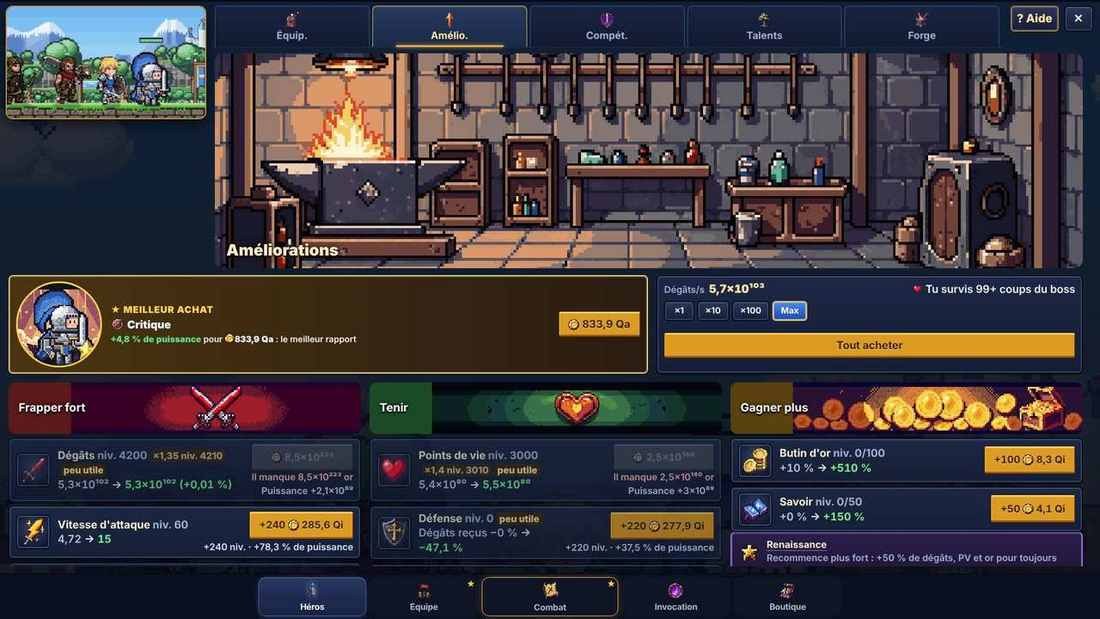 Équip.
Amélio.
Compét.
Talents
Forge
? Aide
×
Améliorations
★ MEILLEUR ACHAT
Critique
+4,8 % de puissance pour 833,9 Qa : le meilleur rapport
833,9 Qa
Dégâts/s 5,7×10¹⁰³
Tu survis 99+ coups du boss
×1
×10
×100
Max
Tout acheter
Frapper fort
Dégâts niv. 4200 ×1,35 niv. 4210
peu utile
5,3×10¹⁰² → 5,3×10¹⁰² (+0,01 %)
Il manque 8,5×10²²³ or
Puissance +2,1×10⁸⁹
Vitesse d'attaque niv. 60
4,72 → 15
+240 285,6 Qi
+240 niv. · +78,3 % de puissance
Tenir
Points de vie niv. 3000
×1,4 niv. 3010 peu utile
5,4×10⁸⁰ → 5,5×10⁸⁰
Il manque 2,5×10¹⁶⁰ or
Puissance +3×10⁸⁹
Défense niv. 0 peu utile
Dégâts reçus −0 % →
−47,1 %
+220 277,9 Qi
+220 niv. · +37,5 % de puissance
Gagner plus
Butin d'or niv. 0/100
+10 % → +510 %
+100 8,3 Qi
Savoir niv. 0/50
+0 % → +150 %
+50 4,1 Qi
Renaissance
Recommence plus fort : +50 % de dégâts, PV et or pour toujours
Héros
Équipe
Combat
Invocation
Boutique